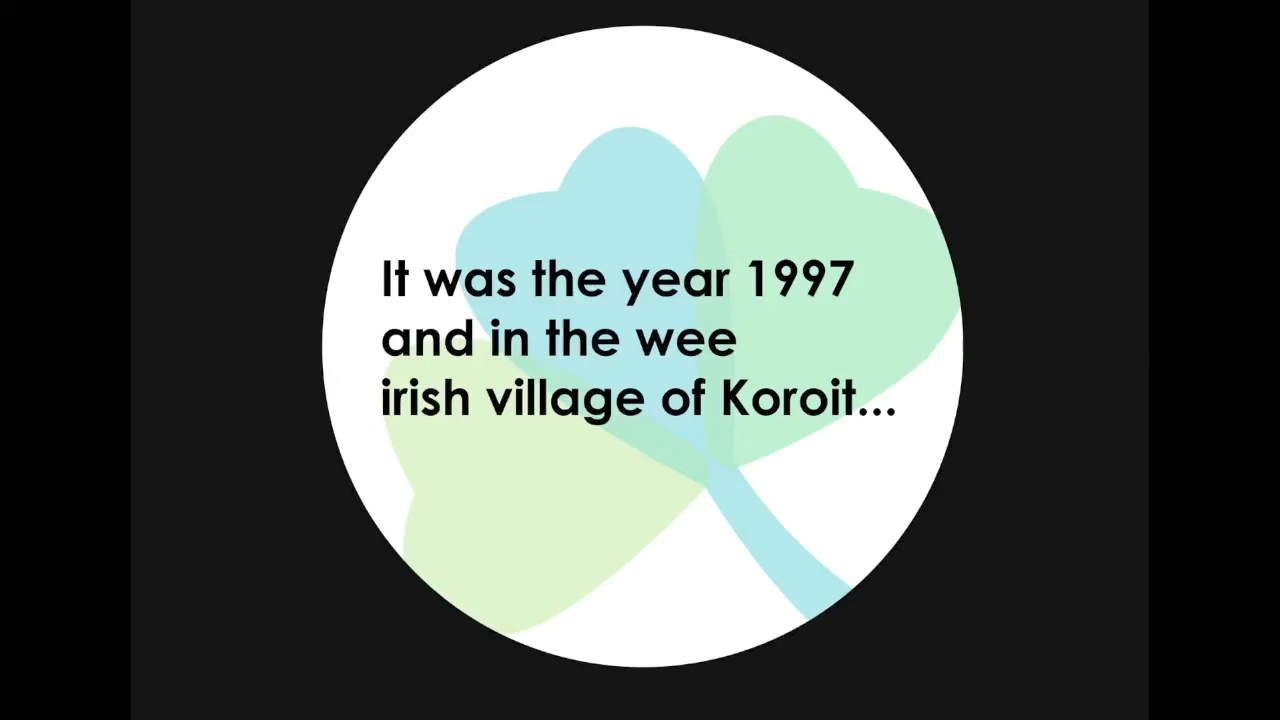 It was the year 1997
and in the wee
irish village of Koroit...